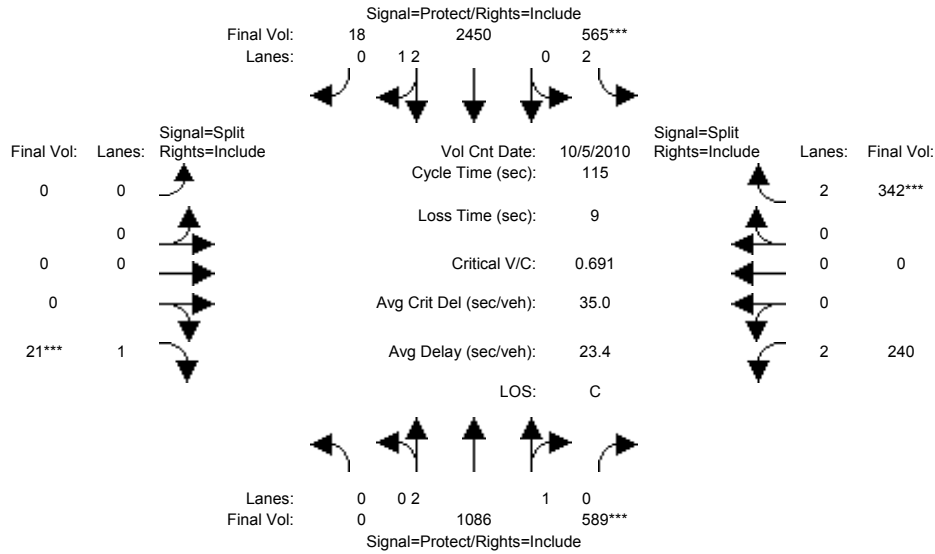 Signal=Protect/Rights=Include
Final Vol: 18 2450 565***
Lanes: 0 1 2 0 2
Signal=Split Signal=Split
Final Vol: Lanes: Rights=Include Vol Cnt Date: 10/5/2010 Rights=Include Lanes: Final Vol:
0 0 Cycle Time (sec): 115 2 342***
0 Loss Time (sec): 9 0
0 0 Critical V/C: 0.691 0 0
0 Avg Crit Del (sec/veh): 35.0 0
21*** 1 Avg Delay (sec/veh): 23.4 2 240
LOS: C
Lanes: 0 0 2 1 0
Final Vol: 0 1086 589***
Signal=Protect/Rights=Include